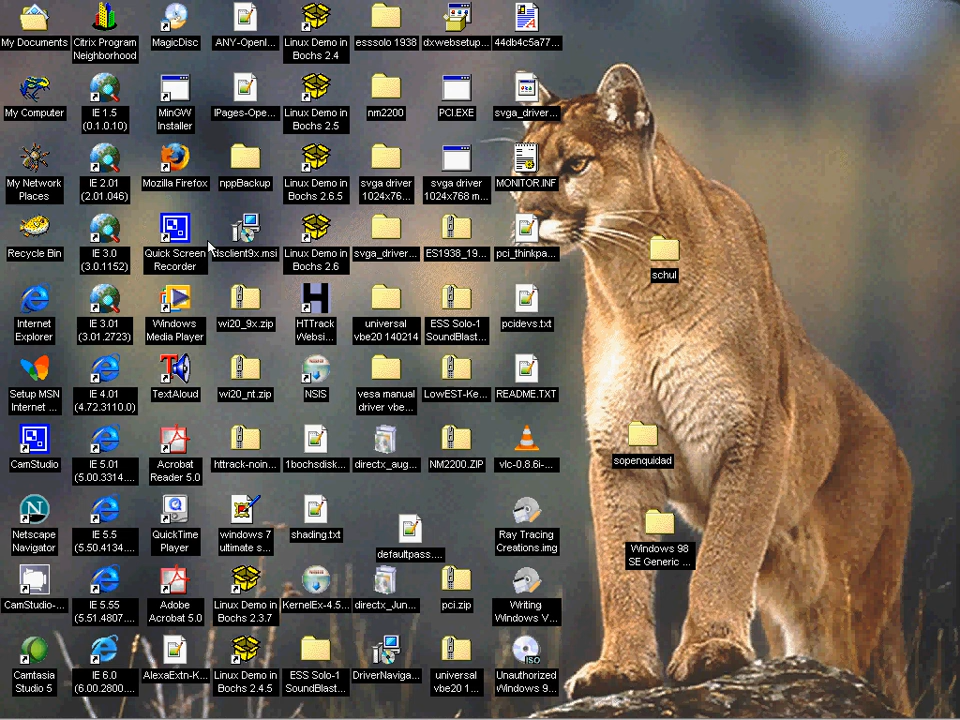 My Documents
Citrix Program
Neighborhood
MagicDisc
ANY-OpenI...
Linux Demo in
Bochs 2.4
esssolo 1938
dxwebsetup...
44db4c5a77...
My Computer
IE 1.5
(0.1.0.10)
MinGW
Installer
IPages-Ope...
Linux Demo in
Bochs 2.5
nm2200
PCI.EXE
svga_driver...
My Network
Places
IE 2.01
(2.01.046)
Mozilla Firefox
nppBackup
Linux Demo in
Bochs 2.6.5
svga driver
1024x76...
svga driver
1024x768 m...
MONITOR.INF
Recycle Bin
IE 3.0
(3.0.1152)
Quick Screen
Recorder
dsclient9x.msi
Linux Demo in
Bochs 2.6
svga_driver...
ES1938_19...
pci_thinkpa...
schul
Internet
Explorer
IE 3.01
(3.01.2723)
Windows
Media Player
wi20_9x.zip
HTTrack
Websi...
universal
vbe20 140214
ESS Solo-1
SoundBlast...
pcidevs.txt
Setup MSN
Internet ...
IE 4.01
(4.72.3110.0)
TextAloud
wi20_nt.zip
NSIS
vesa manual
driver vbe...
LowEST-Ke...
README.TXT
CamStudio
IE 5.01
(5.00.3314....
Acrobat
Reader 5.0
httrack-noin...
1bochsdisk...
directx_aug...
NM2200.ZIP
vlc-0.8.6i-...
sopenquidad
Netscape
Navigator
IE 5.5
(5.50.4134....
QuickTime
Player
windows 7
ultimate s...
shading.txt
defaultpass....
Ray Tracing
Creations.img
Windows 98
SE Generic ...
CamStudio-...
IE 5.55
(5.51.4807....
Adobe
Acrobat 5.0
Linux Demo in
Bochs 2.3.7
KernelEx-4.5...
directx_Jun...
pci.zip
Writing
Windows V...
Camtasia
Studio 5
IE 6.0
(6.00.2800....
AlexaExtn-K...
Linux Demo in
Bochs 2.4.5
ESS Solo-1
SoundBlast...
DriverNaviga...
universal
vbe20 1...
Unauthorized
Windows 9...